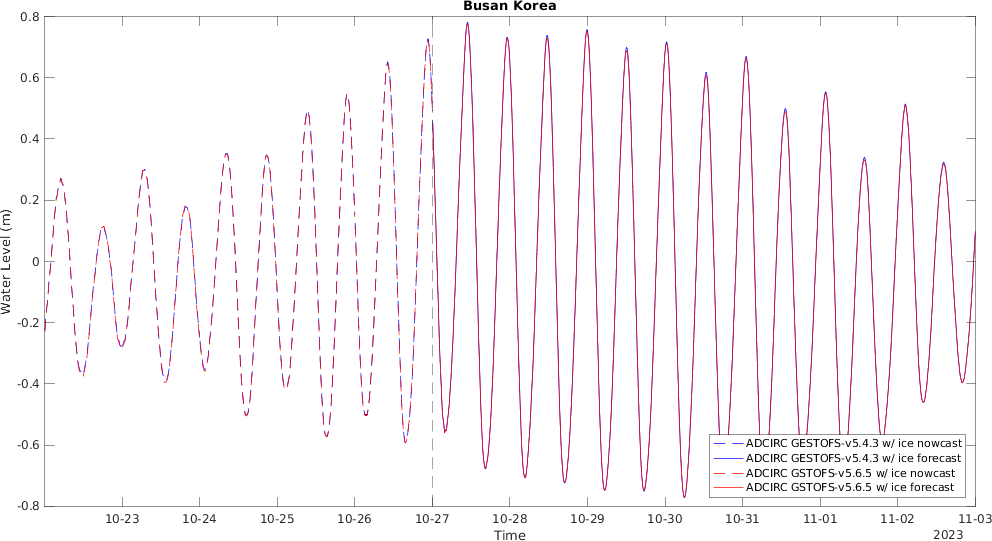 Busan Korea
Water Level (m)
0.8
0.6
0.4
0.2
0
-0.2
-0.4
-0.6
-0.8
ADCIRC GESTOFS-v5.4.3 w/ ice nowcast
ADCIRC GESTOFS-v5.4.3 w/ ice forecast
ADCIRC GSTOFS-v5.6.5 w/ ice nowcast
ADCIRC GSTOFS-v5.6.5 w/ ice forecast
10-23 10-24 10-25 10-26 10-27 10-28 10-29 10-30 10-31 11-01 11-02 11-03
Time
2023